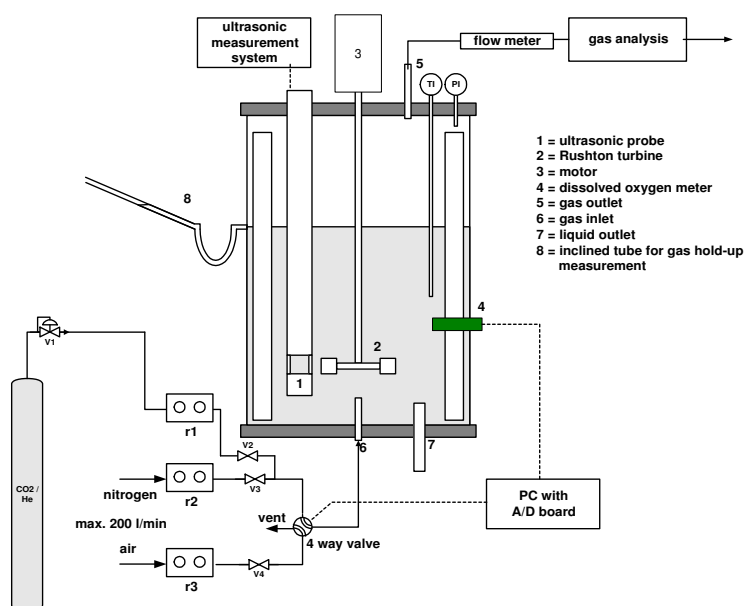 ultrasonic
measurement
system
3
flow meter
gas analysis
5
TI
PI
1 = ultrasonic probe
2 = Rushton turbine
3 = motor
4 = dissolved oxygen meter
5 = gas outlet
6 = gas inlet
7 = liquid outlet
8 = inclined tube for gas hold-up
measurement
8
4
V1
2
1
r1
V2
6
7
CO2 /
He
nitrogen
r2
V3
PC with
A/D board
max. 200 l/min
vent
4 way valve
air
r3
V4